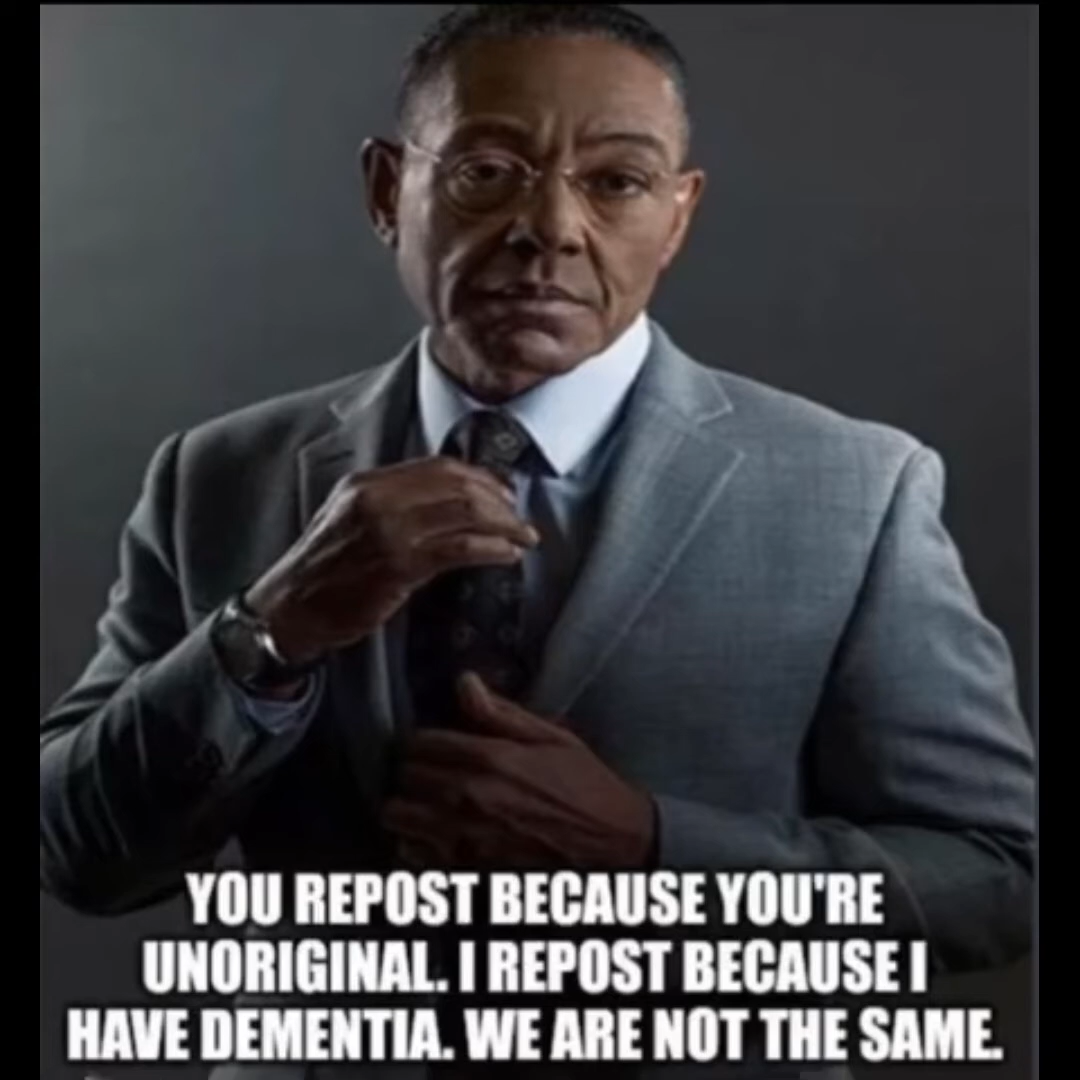 YOU REPOST BECAUSE YOU'RE
UNORIGINAL. I REPOST BECAUSE I
HAVE DEMENTIA. WE ARE NOT THE SAME.